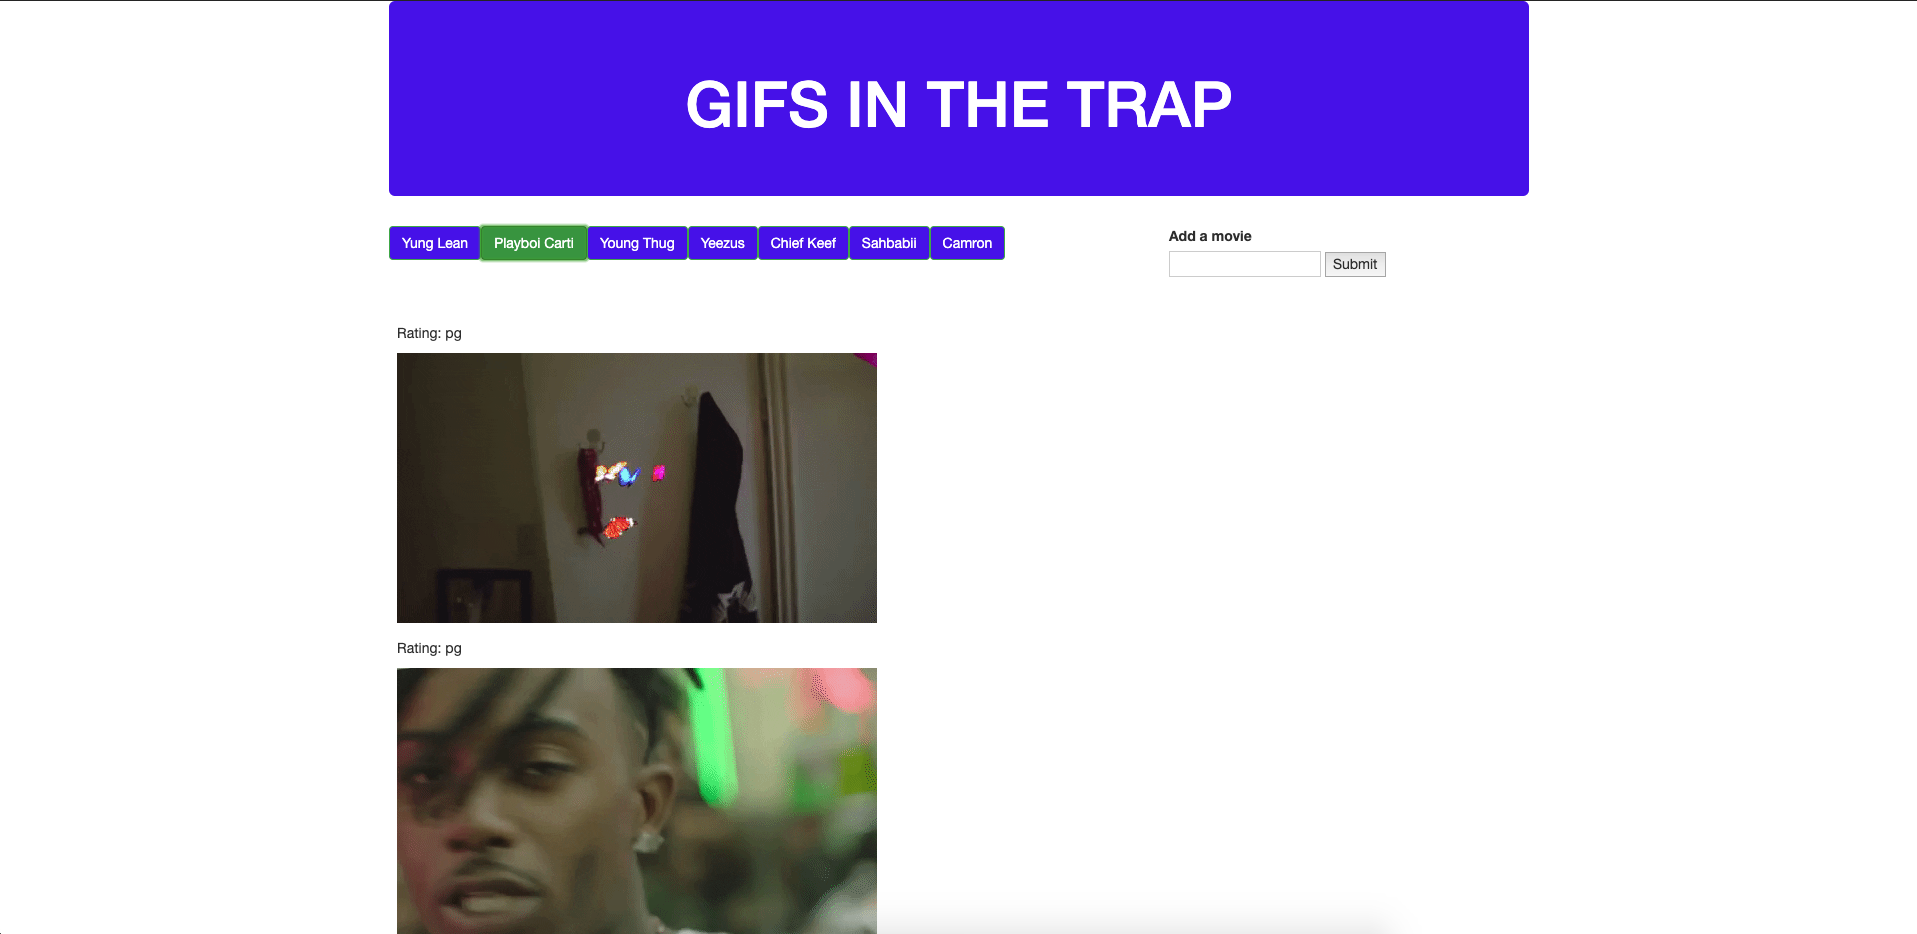 GIFS IN THE TRAP
Yung Lean Playboi Carti Young Thug Yeezus Chief Keef Sahbabii Camron
Add a movie
Submit
Rating: pg
Rating: pg